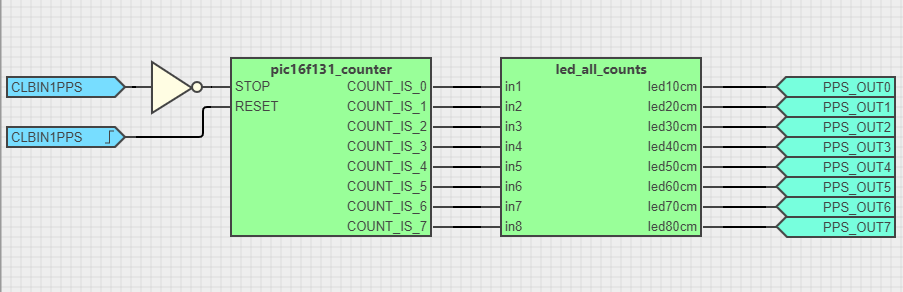 pic16f131_counter led_all_counts
CLBIN1PPS STOP COUNT_IS_0 in1 led10cm PPS_OUT0
RESET COUNT_IS_1 in2 led20cm PPS_OUT1
COUNT_IS_2 in3 led30cm PPS_OUT2
CLBIN1PPS COUNT_IS_3 in4 led40cm PPS_OUT3
COUNT_IS_4 in5 led50cm PPS_OUT4
COUNT_IS_5 in6 led60cm PPS_OUT5
COUNT_IS_6 in7 led70cm PPS_OUT6
COUNT_IS_7 in8 led80cm PPS_OUT7